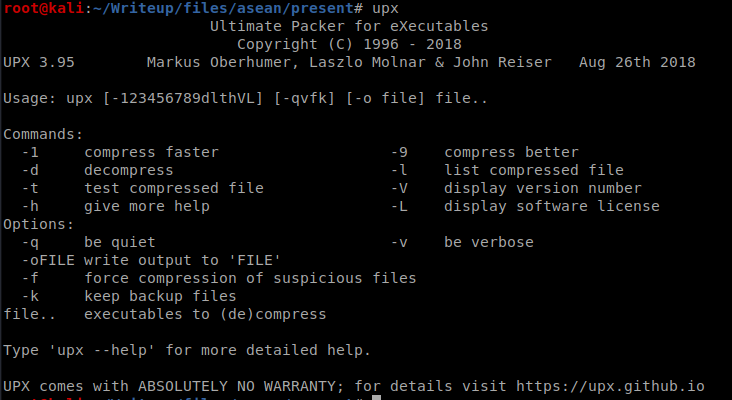 root@kali:~/Writeup/files/asean/present# upx
Ultimate Packer for eXecutables
Copyright (C) 1996 - 2018
UPX 3.95 Markus Oberhumer, Laszlo Molnar & John Reiser Aug 26th 2018
Usage: upx [-123456789dlthVL] [-qvfk] [-o file] file..
Commands:
-1 compress faster -9 compress better
-d decompress -l list compressed file
-t test compressed file -V display version number
-h give more help -L display software license
Options:
-q be quiet -v be verbose
-oFILE write output to 'FILE'
-f force compression of suspicious files
-k keep backup files
file.. executables to (de)compress
Type 'upx --help' for more detailed help.
UPX comes with ABSOLUTELY NO WARRANTY; for details visit https://upx.github.io